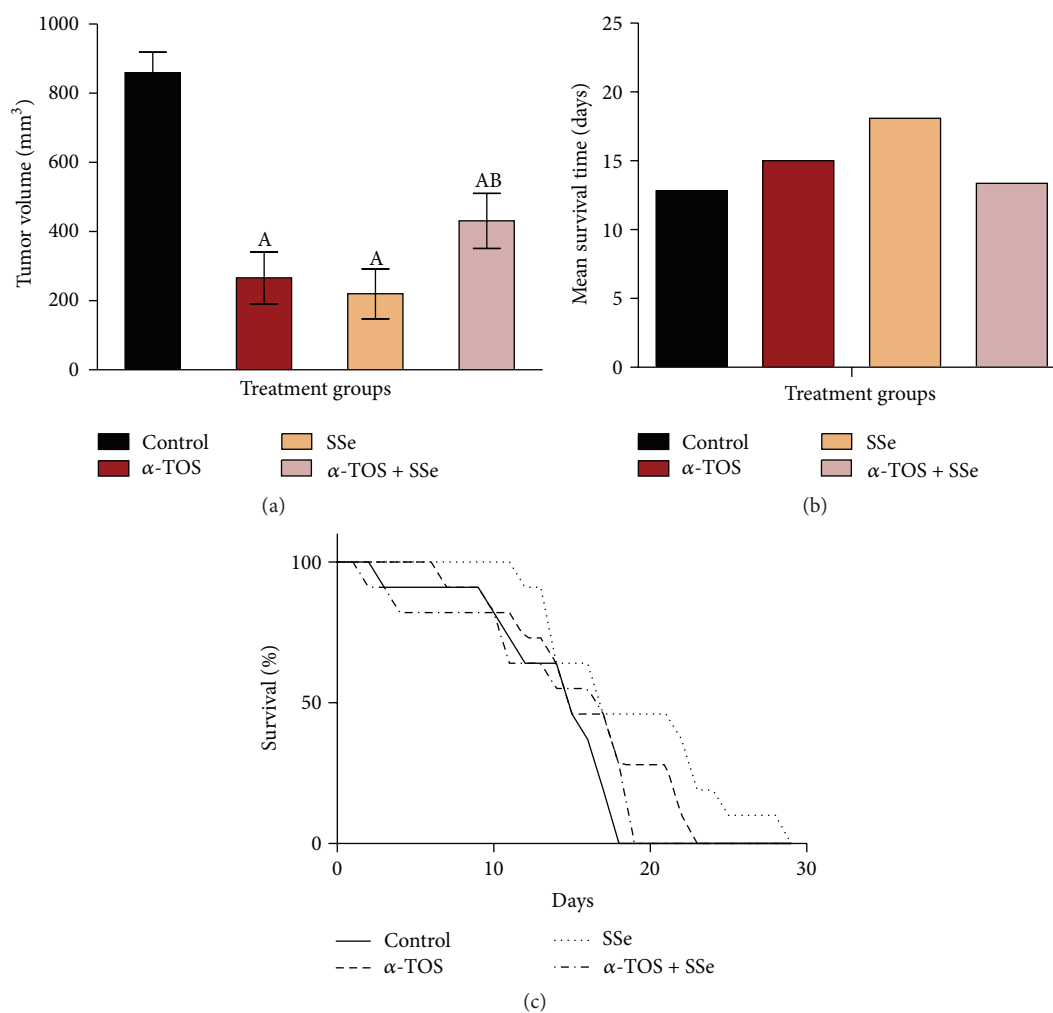 1000
800
600
400
200
0
Tumor volume (mm³)
A
A
AB
Treatment groups
Control
SSe
α-TOS
α-TOS + SSe
(a)
25
20
15
10
5
0
Mean survival time (days)
Treatment groups
Control
SSe
α-TOS
α-TOS + SSe
(b)
100
50
0
Survival (%)
0
10
20
30
Days
Control
SSe
α-TOS
α-TOS + SSe
(c)